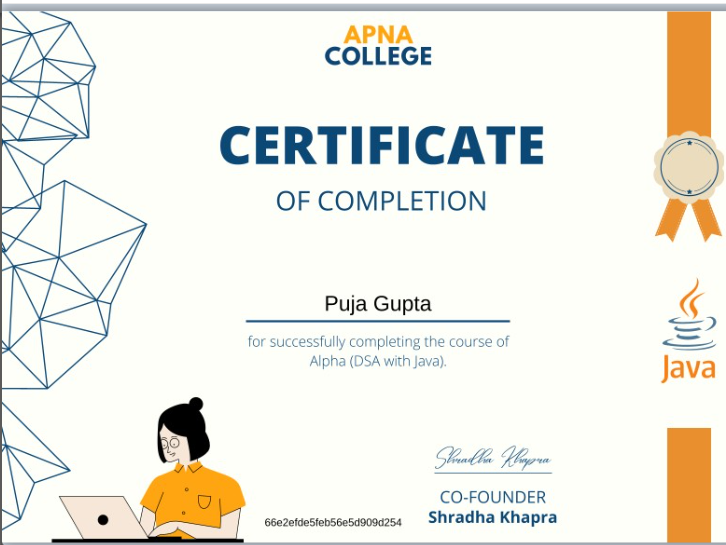 APNA
COLLEGE
CERTIFICATE
OF COMPLETION
Puja Gupta
for successfully completing the course of
Alpha (DSA with Java).
Java
Shradha Khapra
CO-FOUNDER
Shradha Khapra
66e2efde5feb56e5d909d254